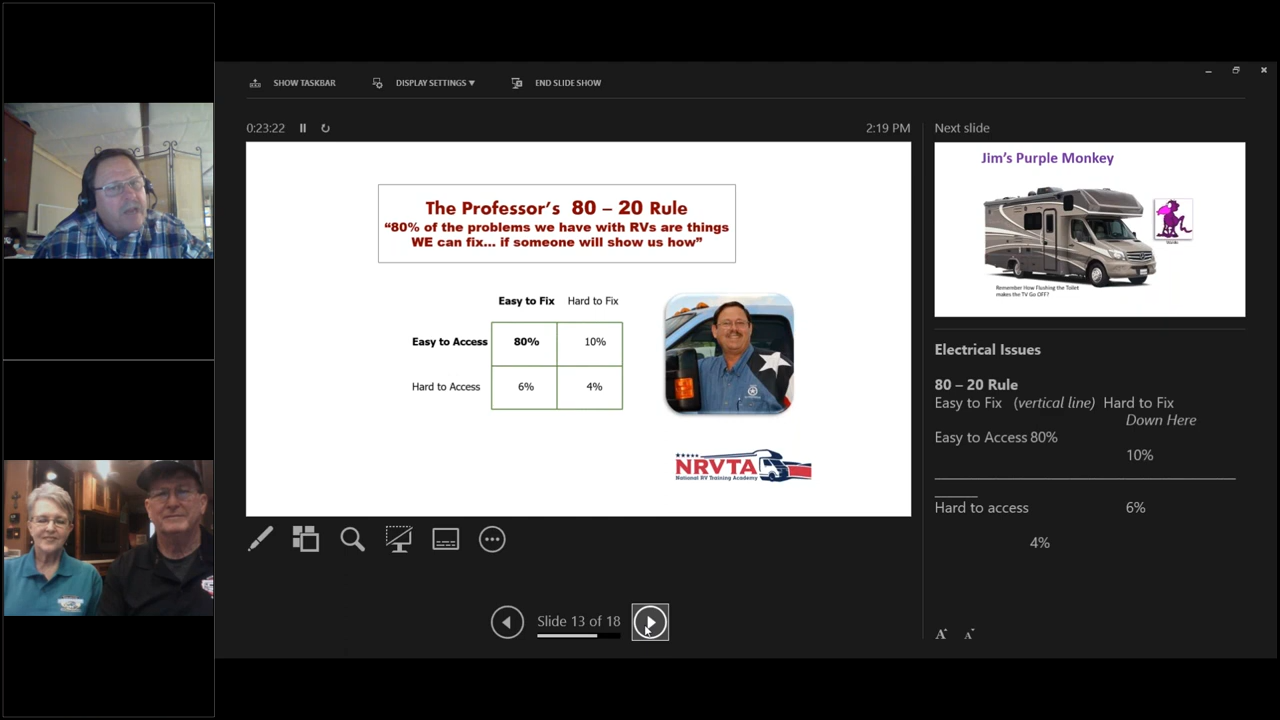 SHOW TASKBAR
DISPLAY SETTINGS ▼
END SLIDE SHOW
0:23:22
2:19 PM
The Professor's 80 – 20 Rule
“80% of the problems we have with RVs are things
WE can fix... if someone will show us how”
Easy to Fix Hard to Fix
Easy to Access 80% 10%
Hard to Access 6% 4%
NRVTA
National RV Training Academy
Slide 13 of 18
Next slide
Jim's Purple Monkey
Remember How Flushing the Toilet
makes the TV Go OFF?
Electrical Issues
80 – 20 Rule
Easy to Fix (vertical line) Hard to Fix
Down Here
Easy to Access 80%
10%
Hard to access 6%
4%
A A